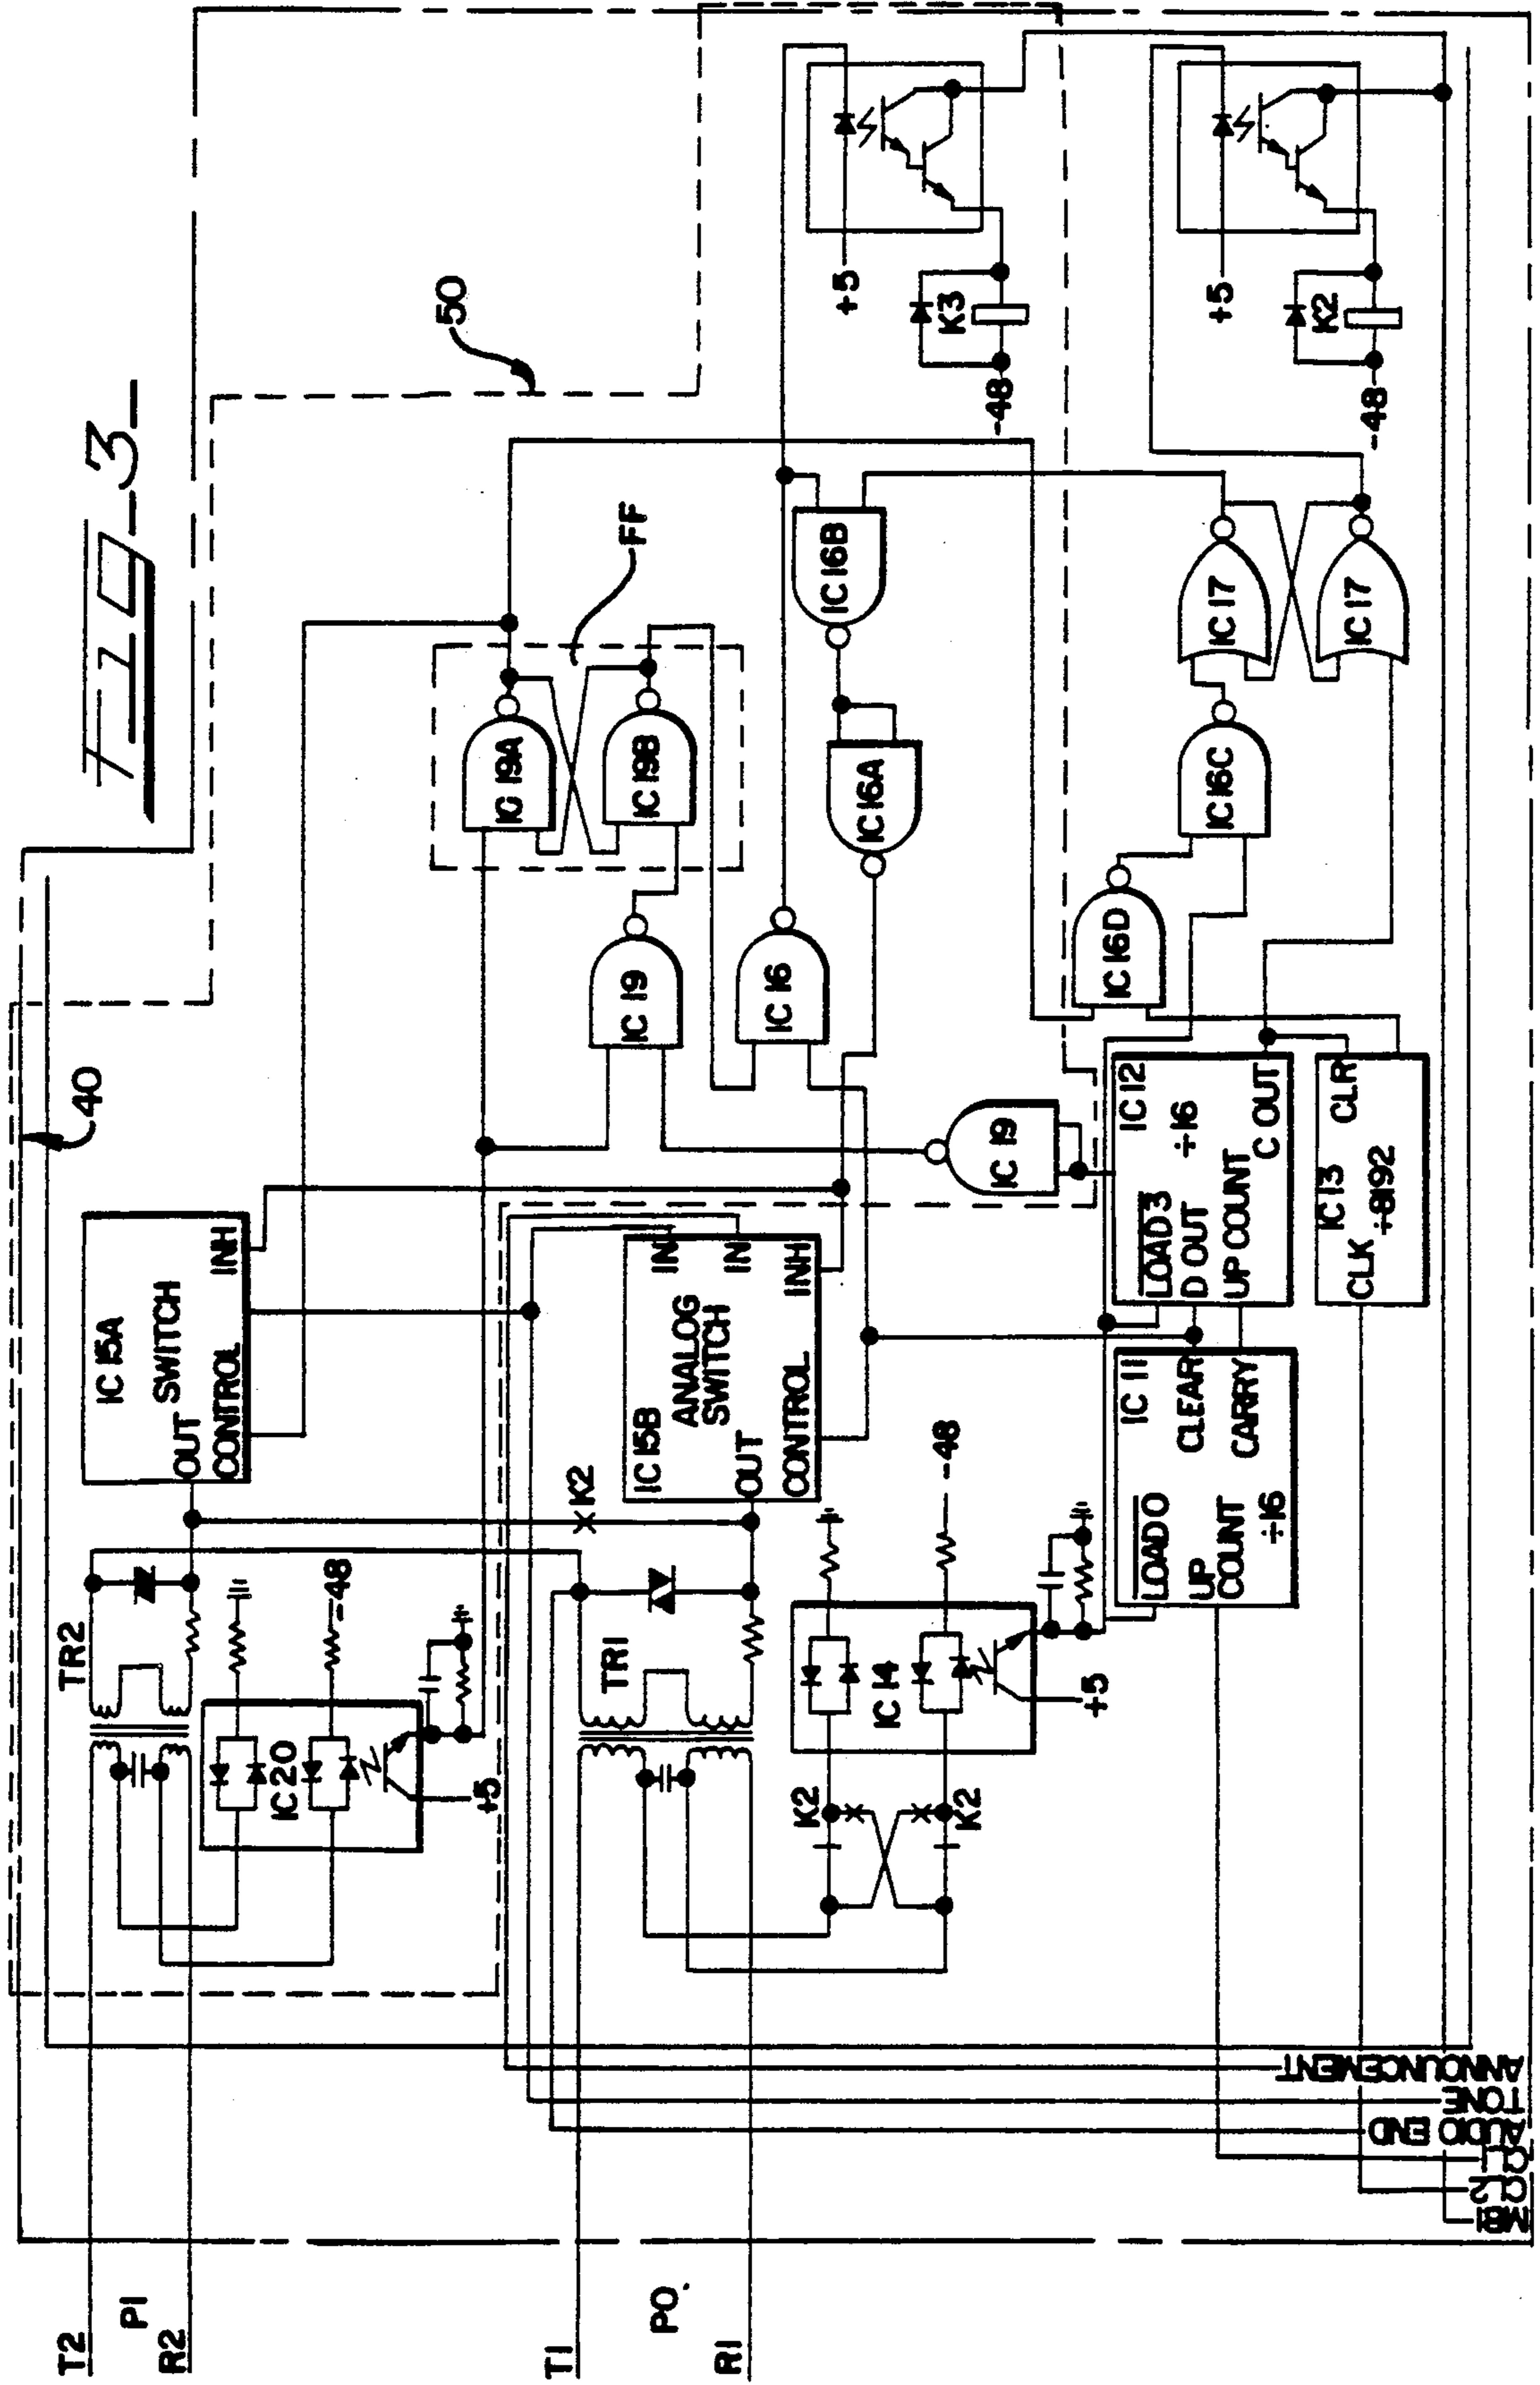 FIG. 3
40
50
T2
P1
R2
T1
PO
R1
TR2
-48
IC 20
+5
IC 15A
SWITCH
OUT
CONTROL
INH
K2
TR1
IC 15B
ANALOG
SWITCH
IN
IN
OUT
CONTROL
INH
K2
K2
IC 14
-48
+5
FF
IC 19A
IC 19B
IC 19
IC 16
IC 16B
IC 16A
IC 19
+5
K3
-48
+5
K2
-48
IC 17
IC 17
IC 16C
IC 16D
IC 11
LOAD 0
CLEAR
UP
COUNT
CARRY
÷16
IC 12
÷16
LOAD 3
D OUT
UP COUNT
C OUT
IC 13
÷8192
CLK
CLR
ANNOUNCEMENT
TONE
AUDIO END
CL1
CL2
MB1